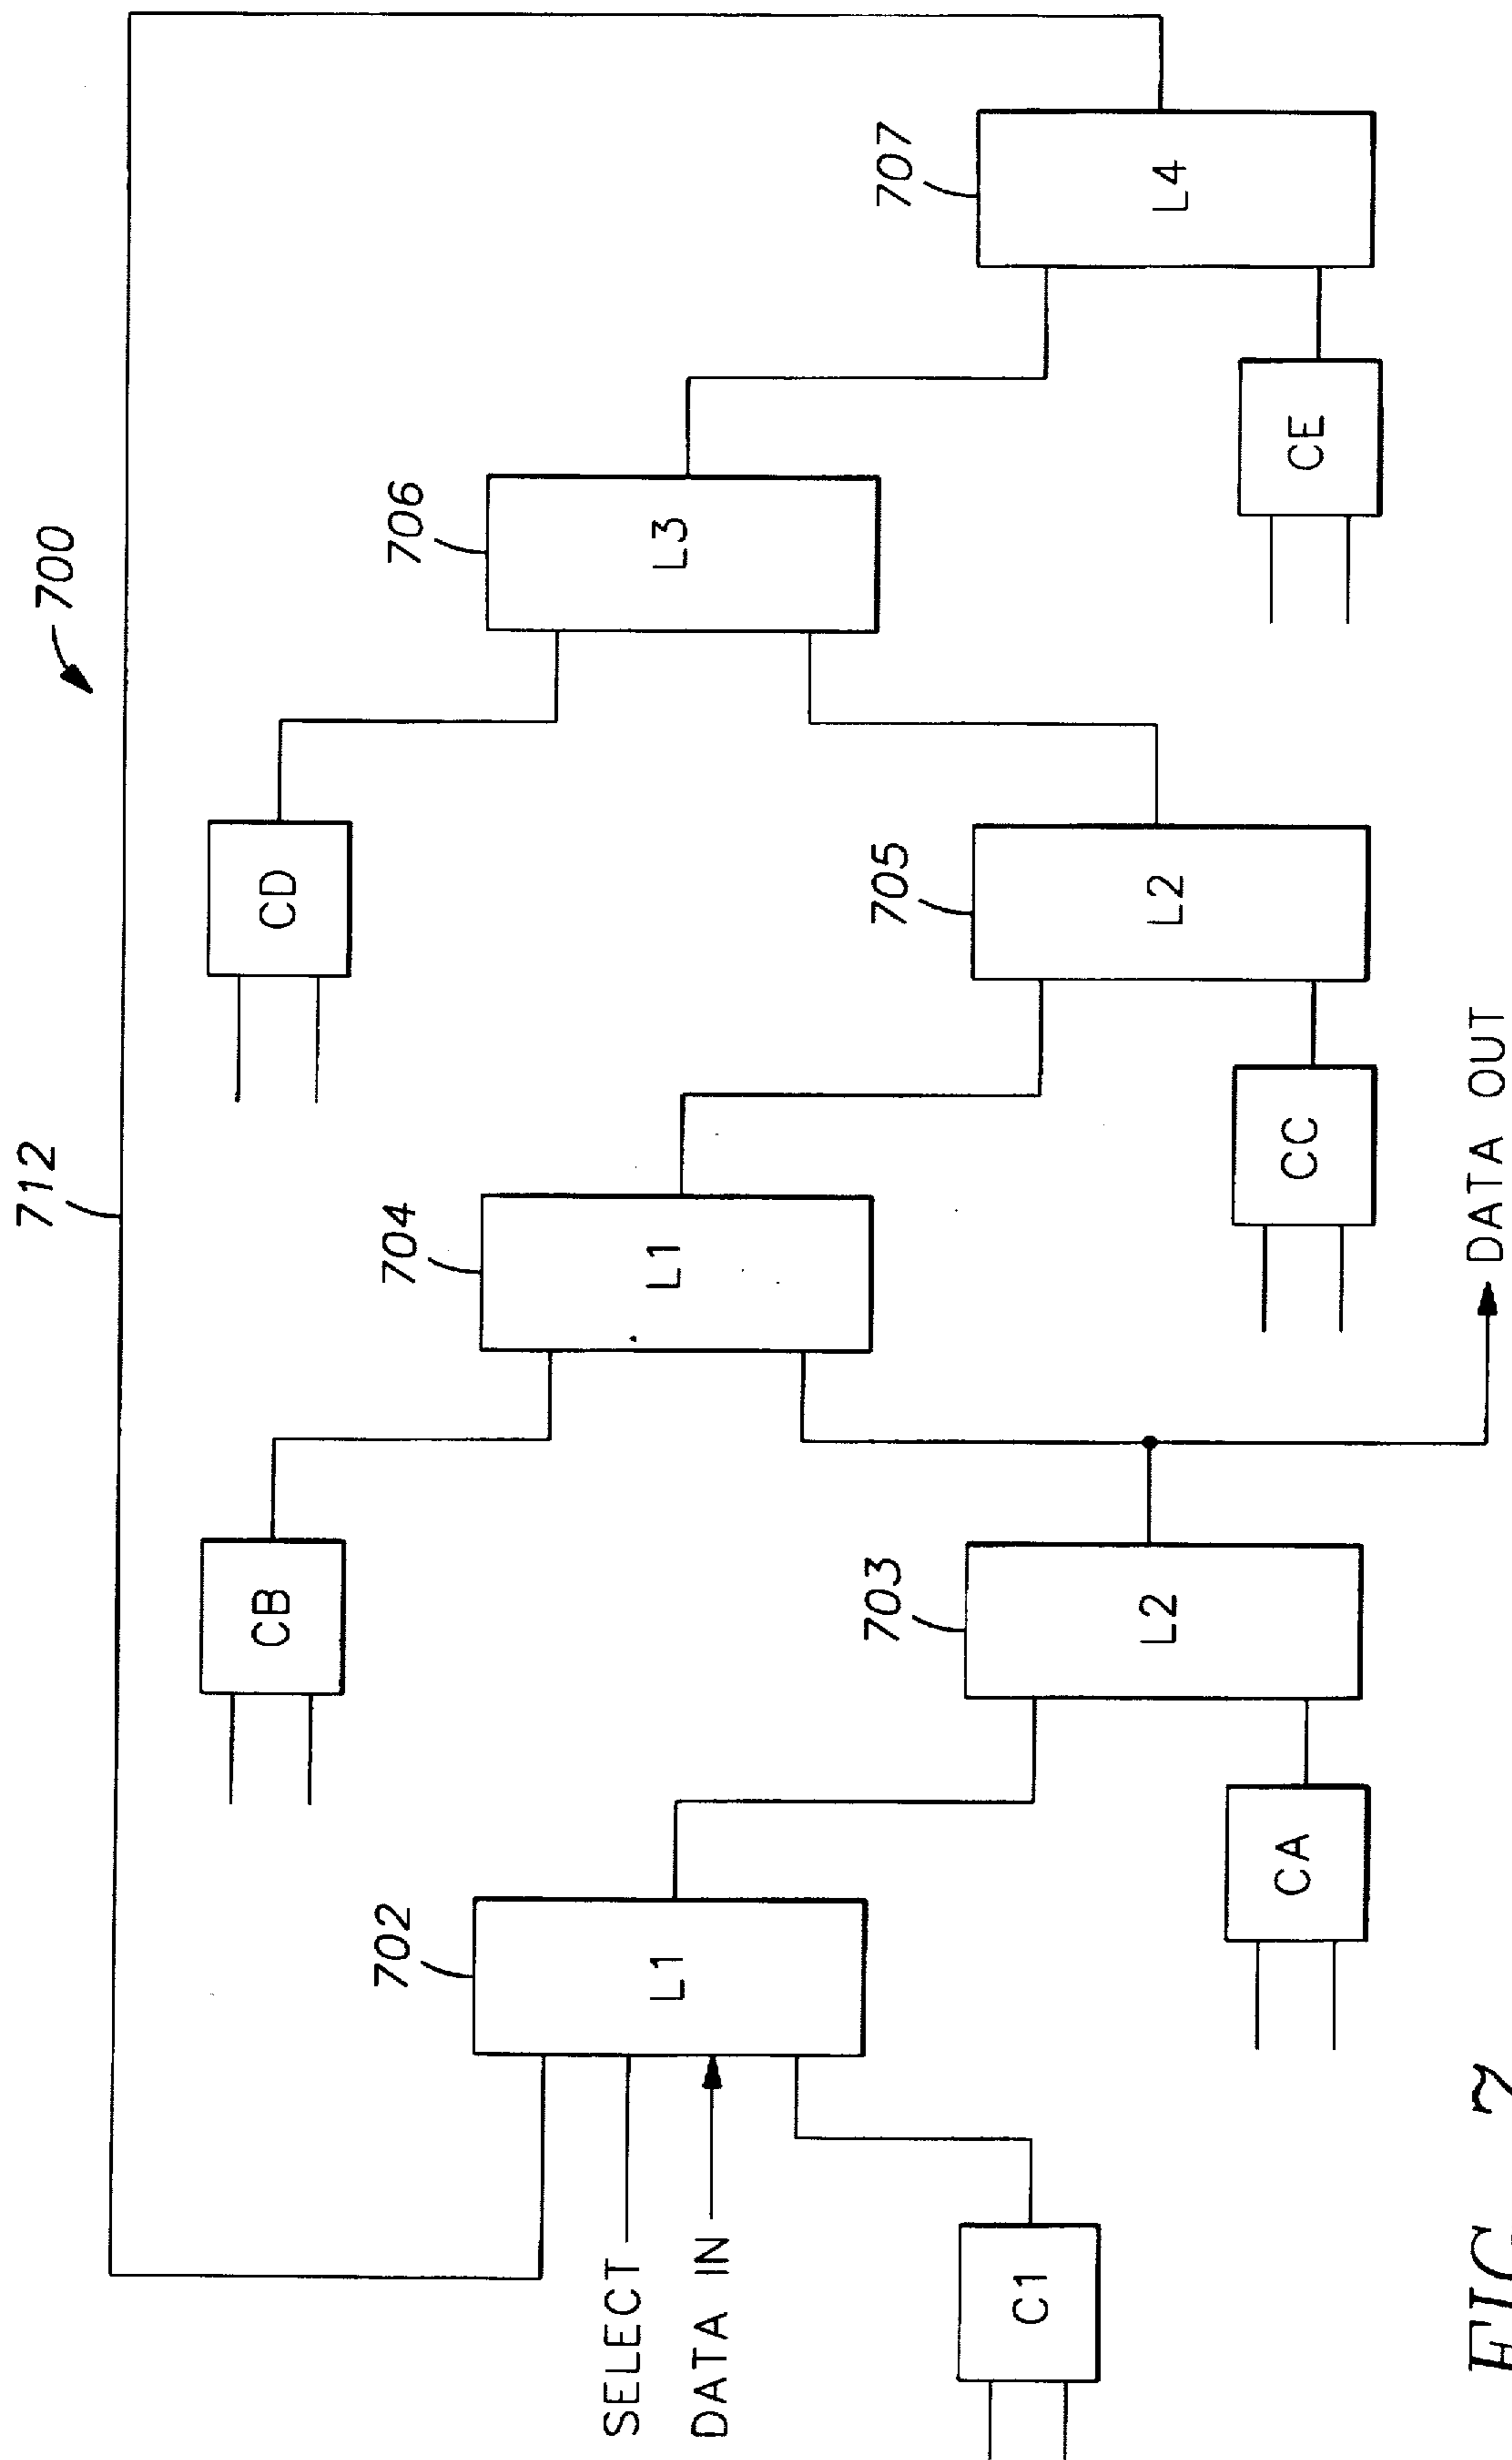 700
712
CB
CD
702
L1
704
L1
706
L3
SELECT
DATA IN
703
L2
705
L2
707
L4
C1
CA
CC
CE
DATA OUT
FIG. 7